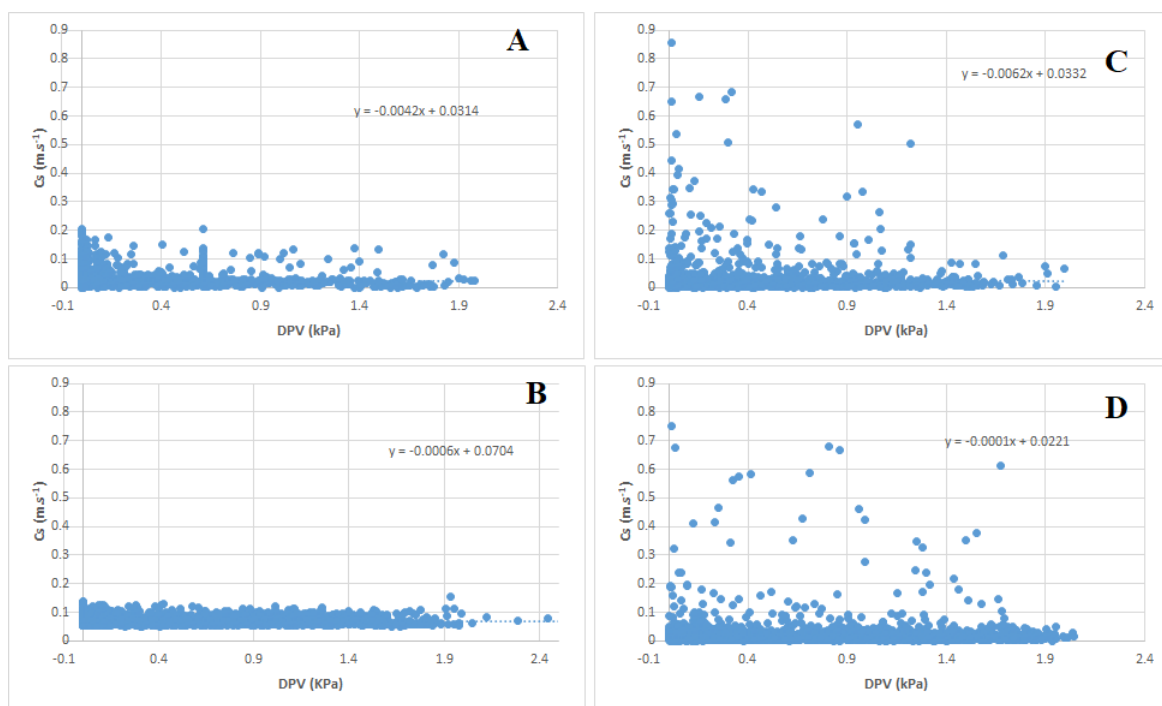 A
0.9
0.8
0.7
0.6
0.5
0.4
0.3
0.2
0.1
0
Cs (m.s-1)
y = -0.0042x + 0.0314
-0.1 0.4 0.9 1.4 1.9 2.4
DPV (kPa)
C
0.9
0.8
0.7
0.6
0.5
0.4
0.3
0.2
0.1
0
Cs (m.s-1)
y = -0.0062x + 0.0332
-0.1 0.4 0.9 1.4 1.9 2.4
DPV (kPa)
B
0.9
0.8
0.7
0.6
0.5
0.4
0.3
0.2
0.1
0
Cs (m.s-1)
y = -0.0006x + 0.0704
-0.1 0.4 0.9 1.4 1.9 2.4
DPV (KPa)
D
0.9
0.8
0.7
0.6
0.5
0.4
0.3
0.2
0.1
0
Cs (m.s-1)
y = -0.0001x + 0.0221
-0.1 0.4 0.9 1.4 1.9 2.4
DPV (kPa)